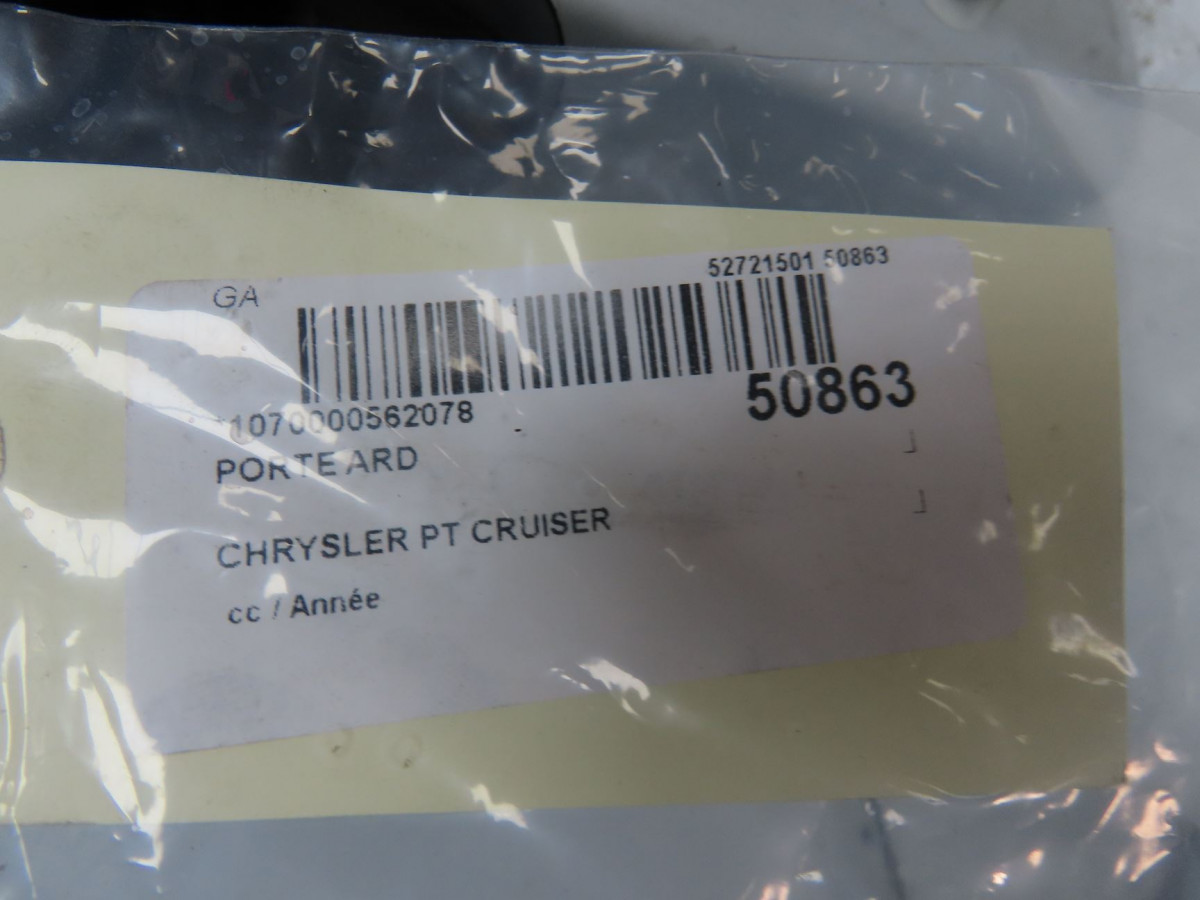 GA
52721501 50863
1070000562078
50863
PORTE ARD
CHRYSLER PT CRUISER
cc / Année